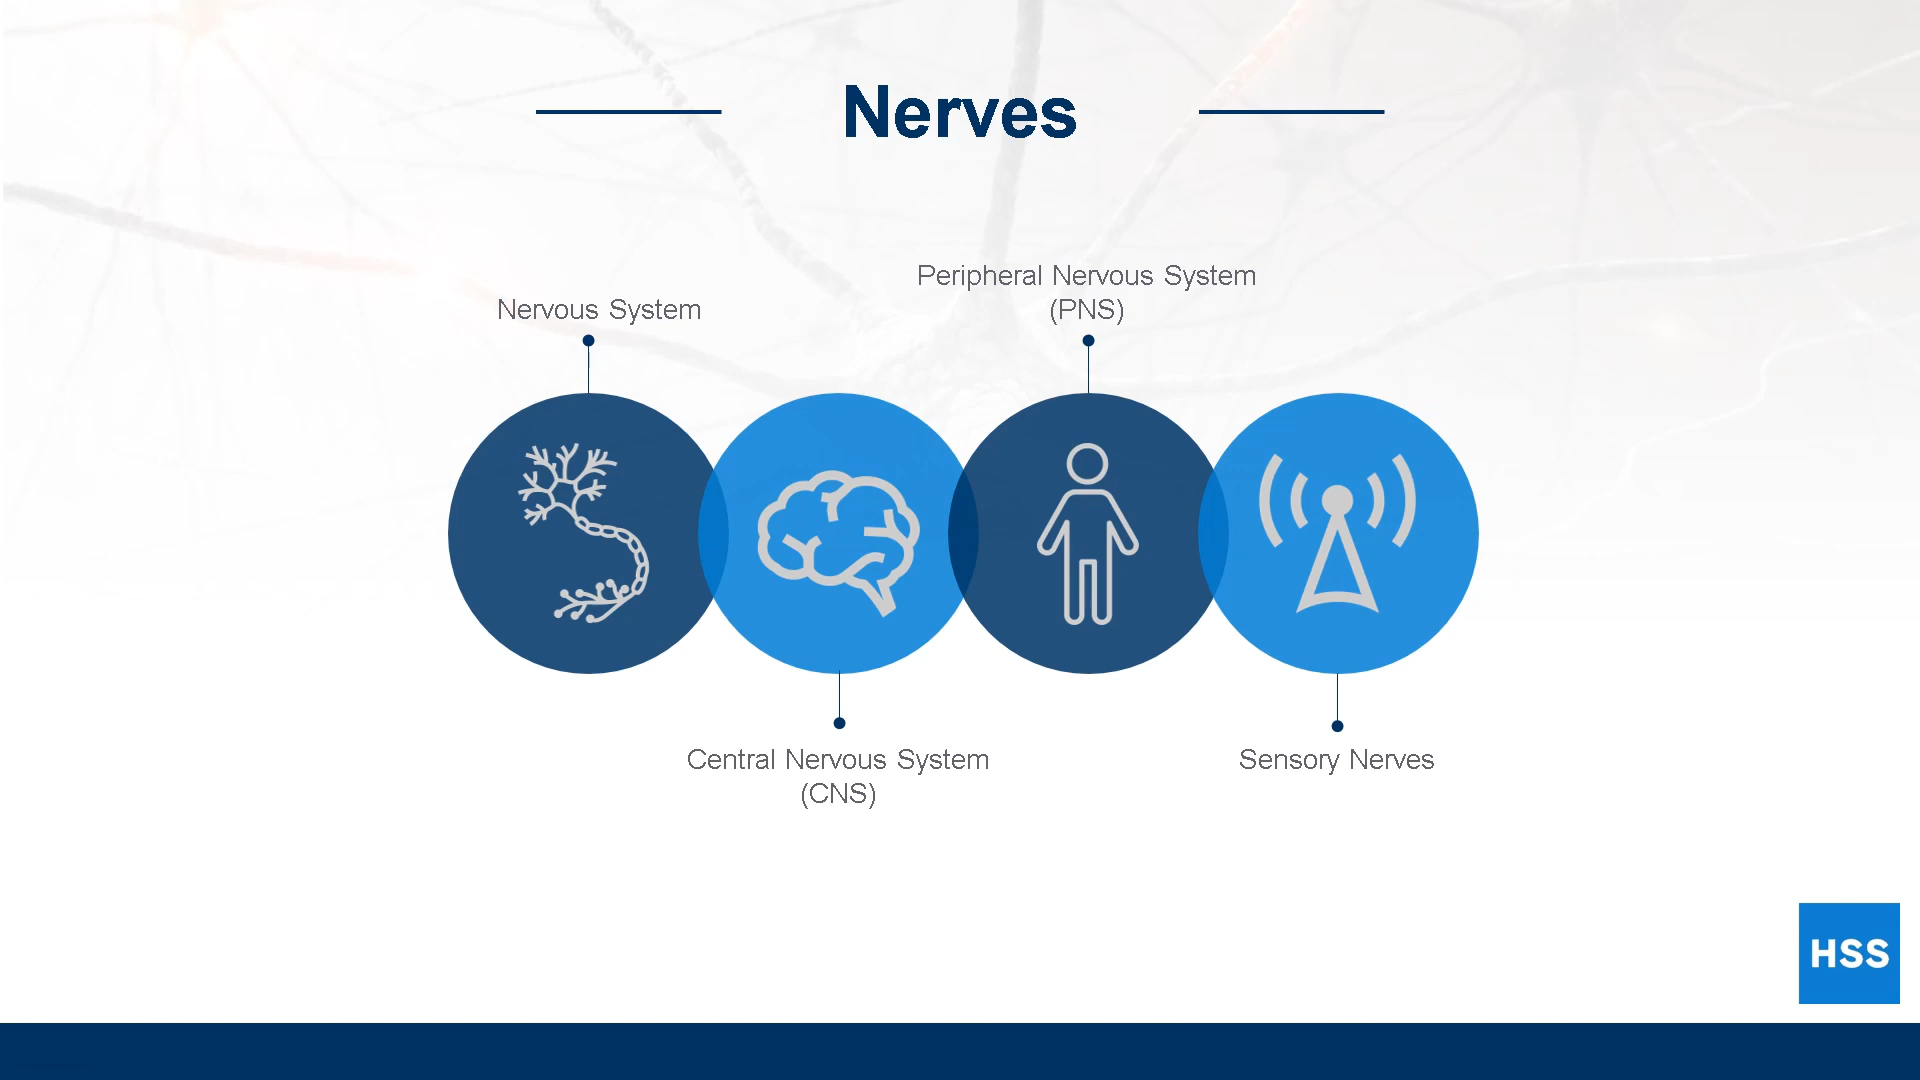 Nerves
Nervous System
Peripheral Nervous System
(PNS)
Central Nervous System
(CNS)
Sensory Nerves
HSS